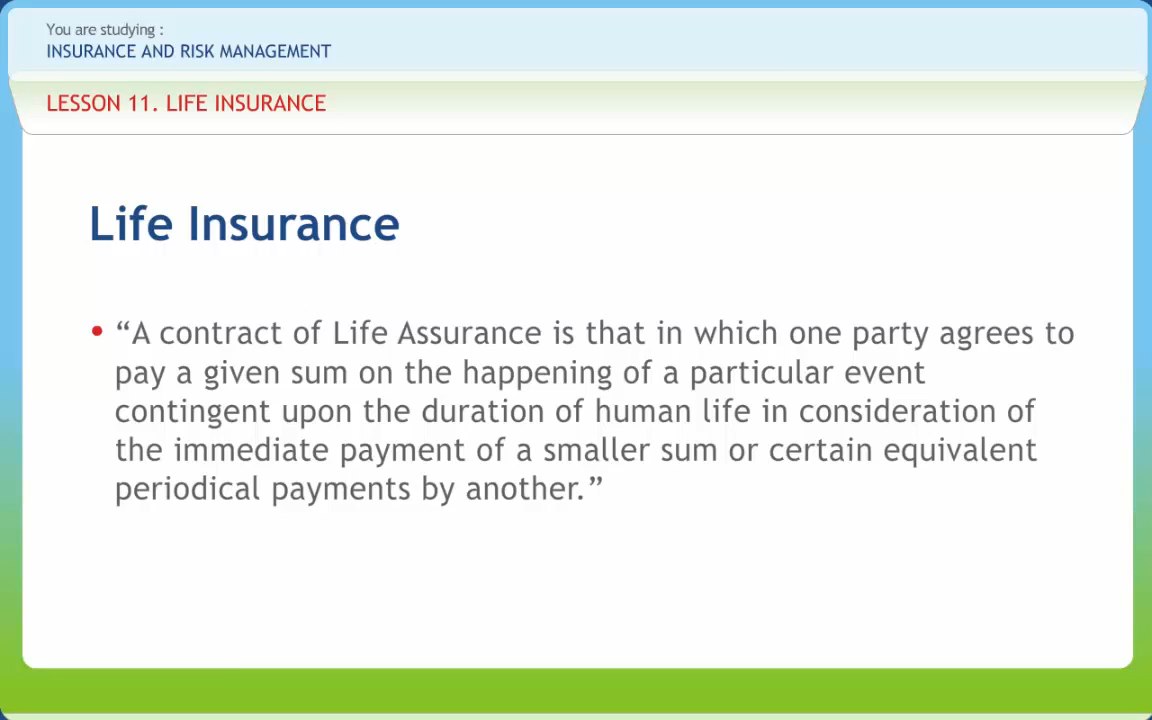 You are studying :
INSURANCE AND RISK MANAGEMENT
LESSON 11. LIFE INSURANCE
Life Insurance
• “A contract of Life Assurance is that in which one party agrees to
pay a given sum on the happening of a particular event
contingent upon the duration of human life in consideration of
the immediate payment of a smaller sum or certain equivalent
periodical payments by another.”